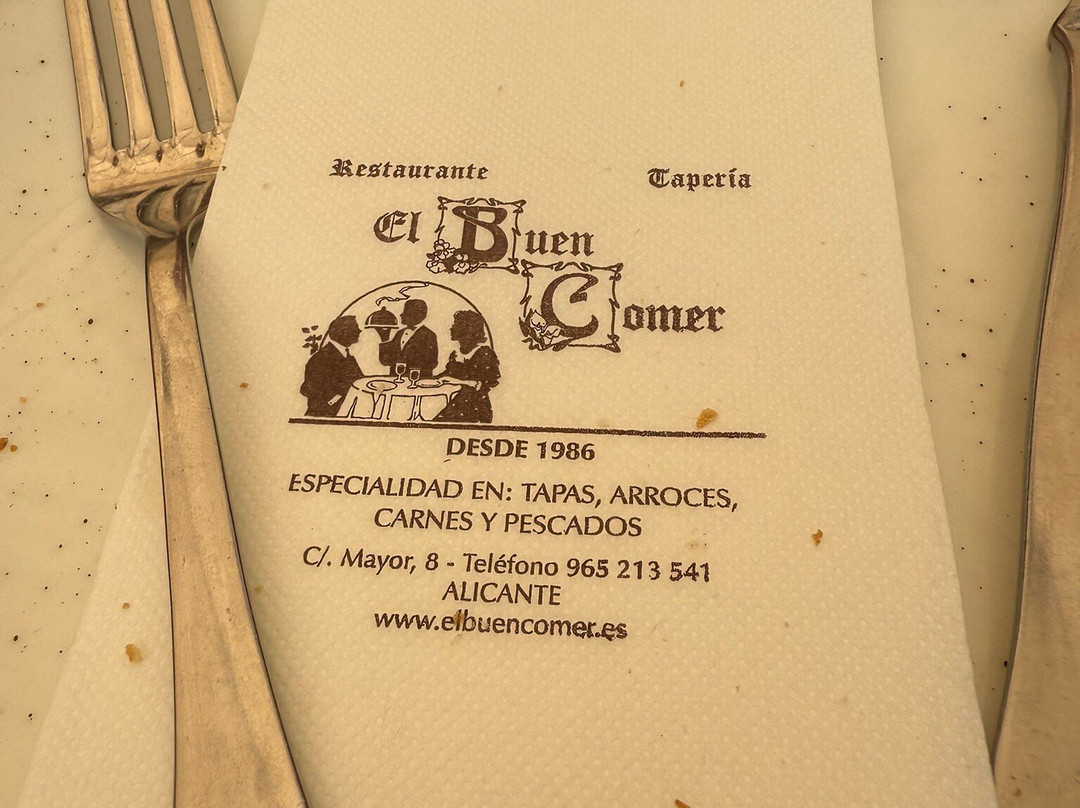 Restaurante Tapería
El Buen
Comer
DESDE 1986
ESPECIALIDAD EN: TAPAS, ARROCES,
CARNES Y PESCADOS
C/. Mayor, 8 - Teléfono 965 213 541
ALICANTE
www.elbuencomer.es